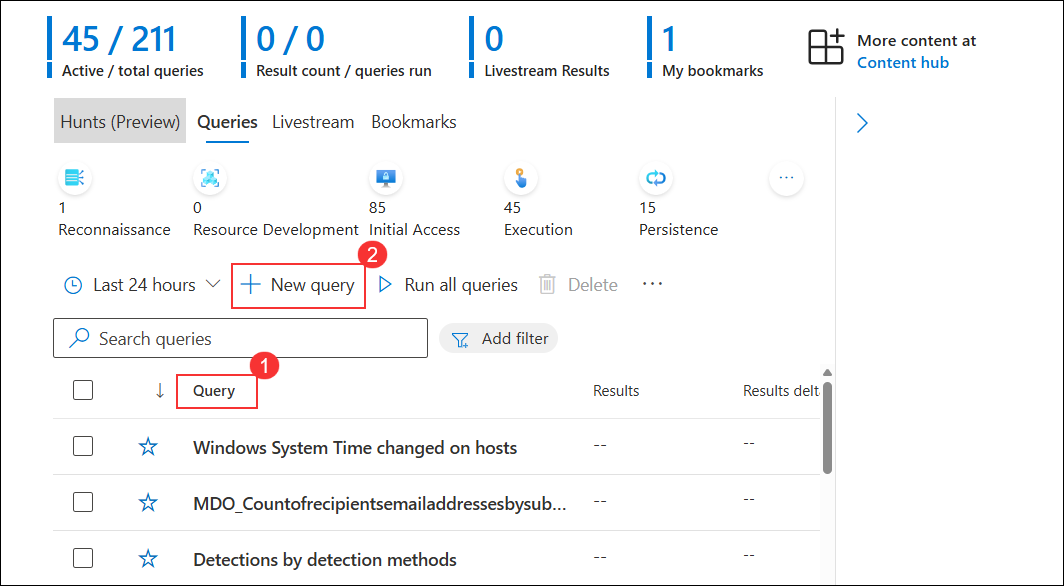 45 / 211
Active / total queries
0 / 0
Result count / queries run
0
Livestream Results
1
My bookmarks
More content at
Content hub
Hunts (Preview)
Queries
Livestream
Bookmarks
1
Reconnaissance
0
Resource Development
85
Initial Access
45
Execution
15
Persistence
...
Last 24 hours
2
New query
Run all queries
Delete
...
Search queries
Add filter
1
Query
Results
Results delt
Windows System Time changed on hosts
--
--
MDO_Countofrecipientsemailaddressesbysub...
--
--
Detections by detection methods
--
--